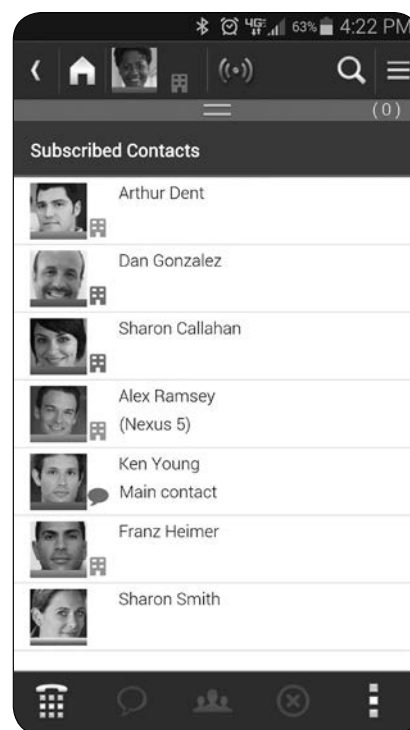 4G 63% 4:22 PM
(0)
Subscribed Contacts
Arthur Dent
Dan Gonzalez
Sharon Callahan
Alex Ramsey
(Nexus 5)
Ken Young
Main contact
Franz Heimer
Sharon Smith